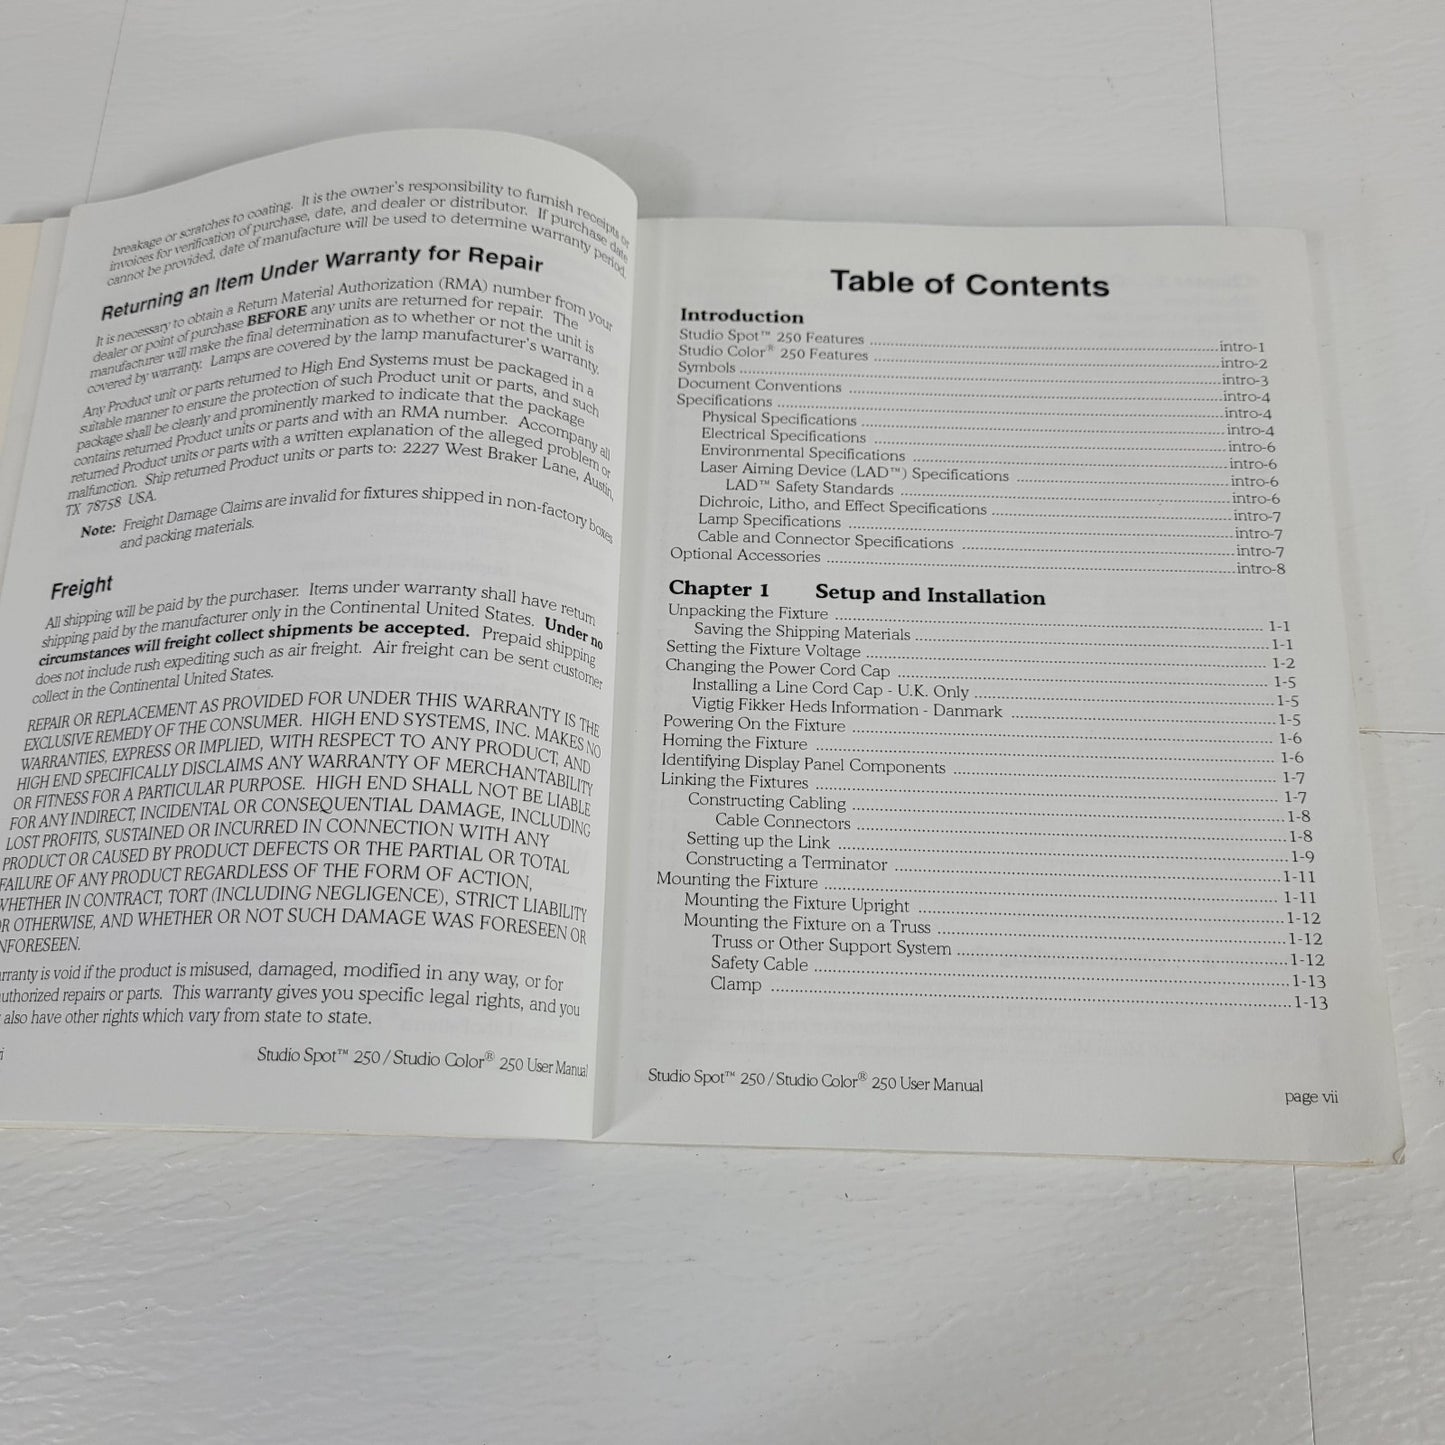 breakage or scratches to coating. It is the owner's responsibility to furnish receipts or
invoices for verification of purchase, date, and dealer or distributor. If purchase date
cannot be provided, date of manufacture will be used to determine warranty period.
Returning an Item Under Warranty for Repair
It is necessary to obtain a Return Material Authorization (RMA) number from your
dealer or point of purchase BEFORE any units are returned for repair. The
manufacturer will make the final determination as to whether or not the unit is
covered by warranty. Lamps are covered by the lamp manufacturer's warranty.
Any Product unit or parts returned to High End Systems must be packaged in a
suitable manner to ensure the protection of such Product unit or parts, and such
package shall be clearly and prominently marked to indicate that the package
contains returned Product units or parts and with an RMA number. Accompany all
returned Product units or parts with a written explanation of the alleged problem or
malfunction. Ship returned Product units or parts to: 2227 West Braker Lane, Austin,
TX 78758 USA.
Note: Freight Damage Claims are invalid for fixtures shipped in non-factory boxes
and packing materials.
Freight
All shipping will be paid by the purchaser. Items under warranty shall have return
shipping paid by the manufacturer only in the Continental United States. Under no
circumstances will freight collect shipments be accepted. Prepaid shipping
does not include rush expediting such as air freight. Air freight can be sent customer
collect in the Continental United States.
REPAIR OR REPLACEMENT AS PROVIDED FOR UNDER THIS WARRANTY IS THE
EXCLUSIVE REMEDY OF THE CONSUMER. HIGH END SYSTEMS, INC. MAKES NO
WARRANTIES, EXPRESS OR IMPLIED, WITH RESPECT TO ANY PRODUCT, AND
HIGH END SPECIFICALLY DISCLAIMS ANY WARRANTY OF MERCHANTABILITY
OR FITNESS FOR A PARTICULAR PURPOSE. HIGH END SHALL NOT BE LIABLE
FOR ANY INDIRECT, INCIDENTAL OR CONSEQUENTIAL DAMAGE, INCLUDING
LOST PROFITS, SUSTAINED OR INCURRED IN CONNECTION WITH ANY
PRODUCT OR CAUSED BY PRODUCT DEFECTS OR THE PARTIAL OR TOTAL
FAILURE OF ANY PRODUCT REGARDLESS OF THE FORM OF ACTION,
WHETHER IN CONTRACT, TORT (INCLUDING NEGLIGENCE), STRICT LIABILITY
OR OTHERWISE, AND WHETHER OR NOT SUCH DAMAGE WAS FORESEEN OR
NFORESEEN.
rranty is void if the product is misused, damaged, modified in any way, or for
uthorized repairs or parts. This warranty gives you specific legal rights, and you
also have other rights which vary from state to state.
Studio Spot™ 250 / Studio Color® 250 User Manual
Table of Contents
Introduction
Studio Spot™ 250 Features ... intro-1
Studio Color® 250 Features ... intro-2
Symbols ... intro-3
Document Conventions ... intro-4
Specifications ... intro-4
Physical Specifications ... intro-4
Electrical Specifications ... intro-6
Environmental Specifications ... intro-6
Laser Aiming Device (LAD™) Specifications ... intro-6
LAD™ Safety Standards ... intro-6
Dichroic, Litho, and Effect Specifications ... intro-7
Lamp Specifications ... intro-7
Cable and Connector Specifications ... intro-7
Optional Accessories ... intro-8
Chapter 1 Setup and Installation
Unpacking the Fixture ... 1-1
Saving the Shipping Materials ... 1-1
Setting the Fixture Voltage ... 1-2
Changing the Power Cord Cap ... 1-5
Installing a Line Cord Cap - U.K. Only ... 1-5
Vigtig Fikker Heds Information - Danmark ... 1-5
Powering On the Fixture ... 1-6
Homing the Fixture ... 1-6
Identifying Display Panel Components ... 1-7
Linking the Fixtures ... 1-7
Constructing Cabling ... 1-8
Cable Connectors ... 1-8
Setting up the Link ... 1-9
Constructing a Terminator ... 1-11
Mounting the Fixture ... 1-11
Mounting the Fixture Upright ... 1-12
Mounting the Fixture on a Truss ... 1-12
Truss or Other Support System ... 1-12
Safety Cable ... 1-13
Clamp ... 1-13
Studio Spot™ 250 / Studio Color® 250 User Manual
page vii